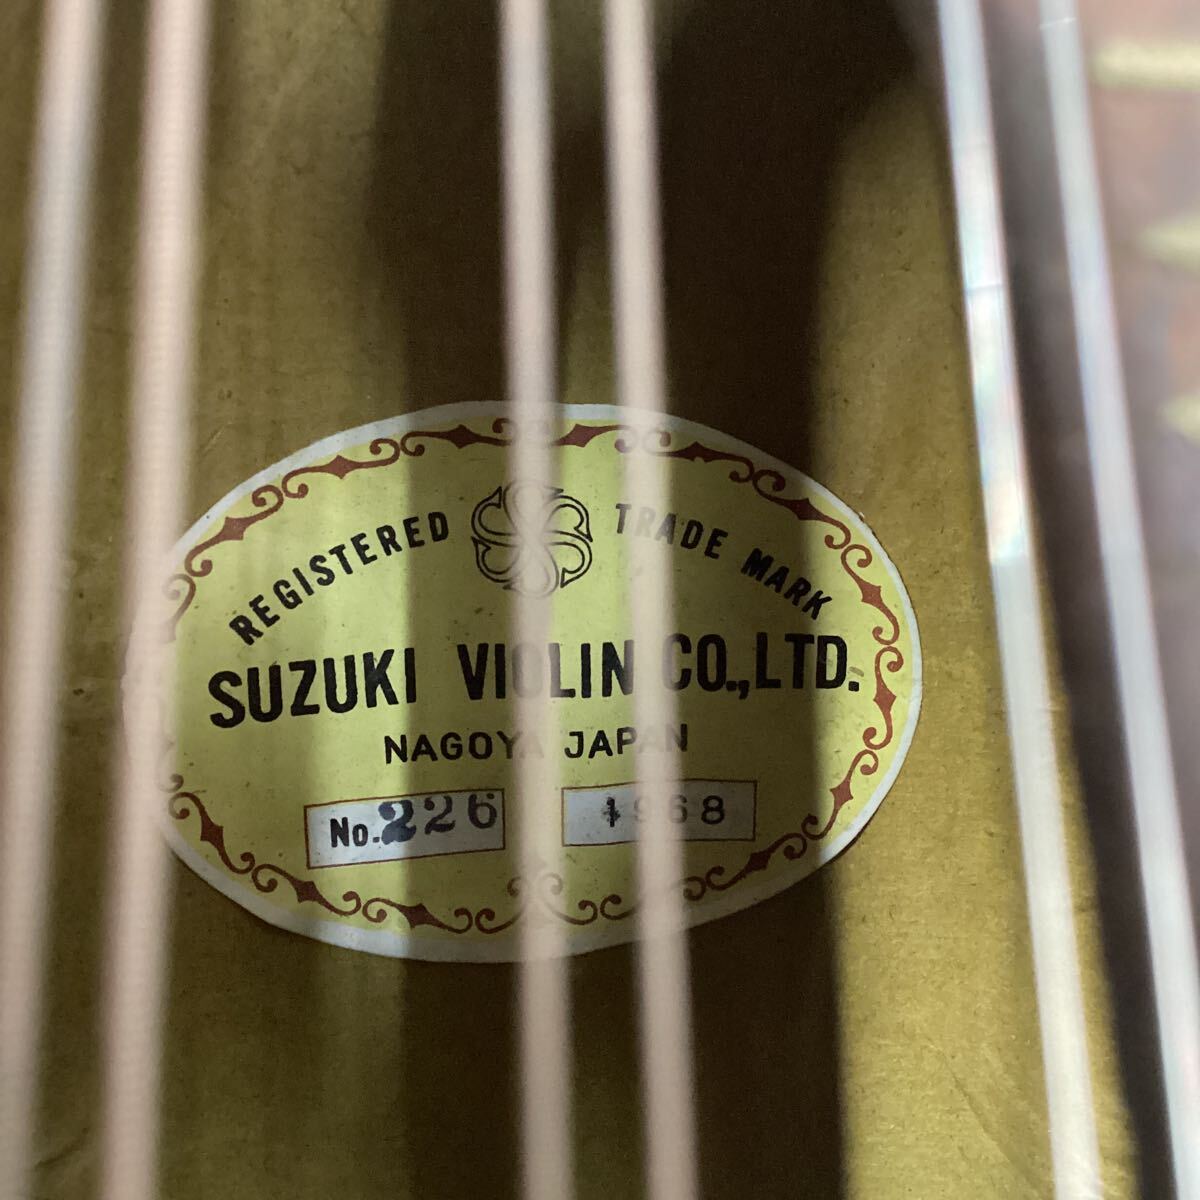 REGISTERED TRADE MARK
SUZUKI VIOLIN CO.,LTD.
NAGOYA JAPAN
No.226 1968